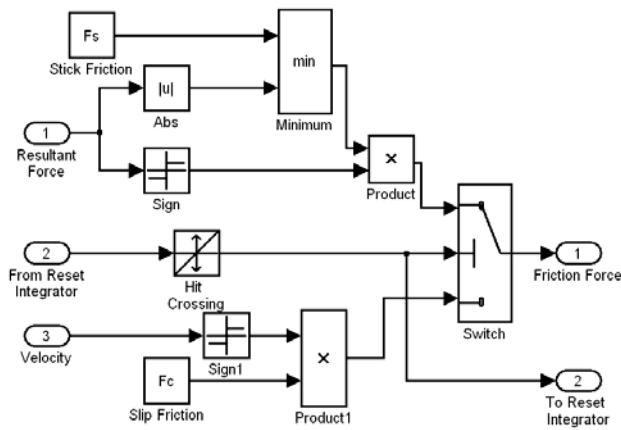 Fs
Stick Friction
min
Minimum
|u|
Abs
1
Resultant
Force
Sign
×
Product
2
From Reset
Integrator
Hit
Crossing
1
Friction Force
Switch
3
Velocity
Sign1
×
Product1
Fc
Slip Friction
2
To Reset
Integrator